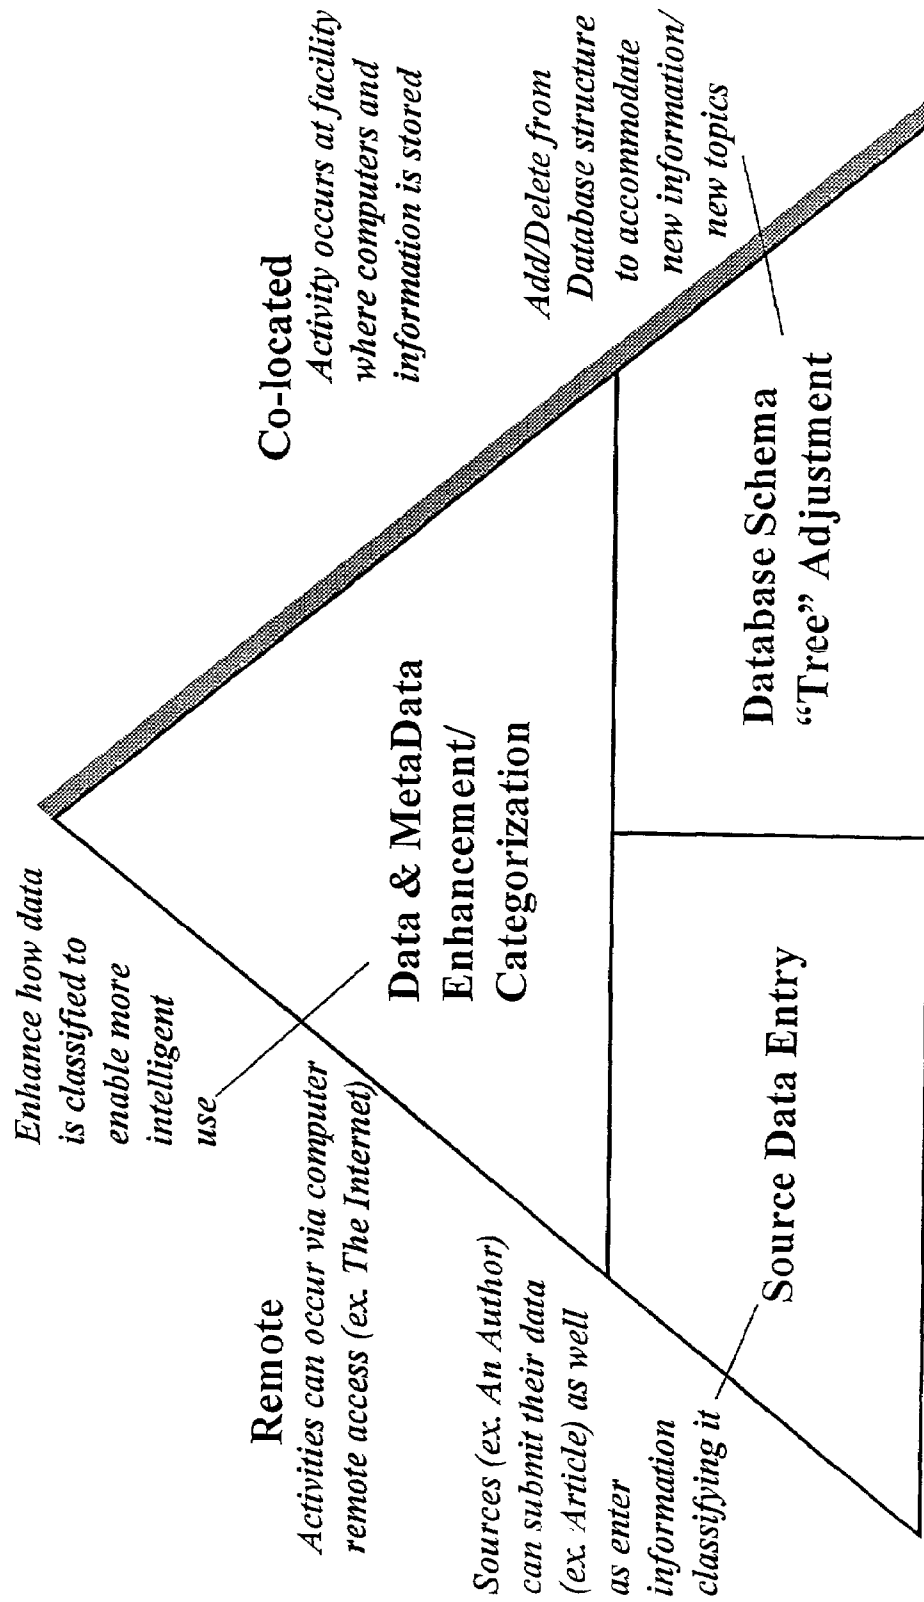 Enhance how data
is classified to
enable more
intelligent
use
Remote
Activities can occur via computer
remote access (ex. The Internet)
Co-located
Activity occurs at facility
where computers and
information is stored
Data & MetaData
Enhancement/
Categorization
Sources (ex. An Author)
can submit their data
(ex. Article) as well
as enter
information
classifying it
Add/Delete from
Database structure
to accommodate
new information/
new topics
Source Data Entry
Database Schema
“Tree” Adjustment